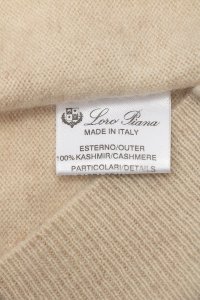 Loro Piana
MADE IN ITALY
ESTERNO/OUTER
100%KASHMIR/CASHMERE
PARTICOLARI/DETAILS